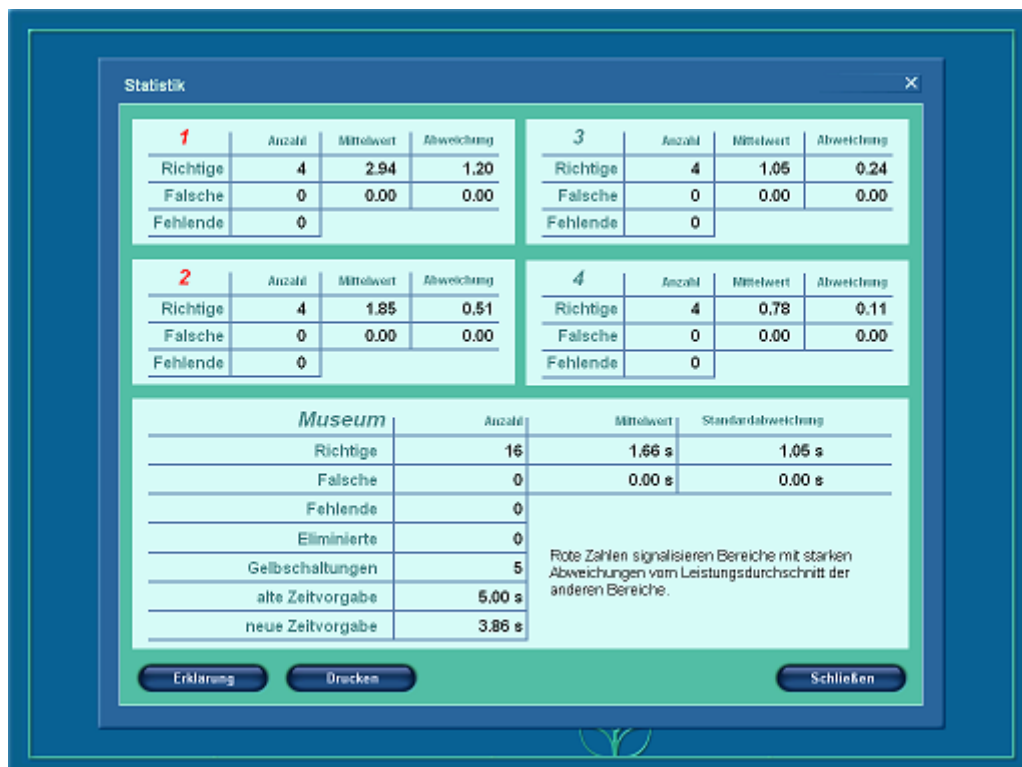 Statistik
1 Anzahl Mittelwert Abweichung
Richtige 4 2.94 1.20
Falsche 0 0.00 0.00
Fehlende 0
3 Anzahl Mittelwert Abweichung
Richtige 4 1.05 0.24
Falsche 0 0.00 0.00
Fehlende 0
2 Anzahl Mittelwert Abweichung
Richtige 4 1.85 0.51
Falsche 0 0.00 0.00
Fehlende 0
4 Anzahl Mittelwert Abweichung
Richtige 4 0.78 0.11
Falsche 0 0.00 0.00
Fehlende 0
Museum Anzahl Mittelwert Standardabweichung
Richtige 16 1.66 s 1.05 s
Falsche 0 0.00 s 0.00 s
Fehlende 0
Eliminierte 0
Gelbschaltungen 5
alte Zeitvorgabe 5.00 s
neue Zeitvorgabe 3.86 s
Rote Zahlen signalisieren Bereiche mit starken
Abweichungen vom Leistungsdurchschnitt der
anderen Bereiche.
Erklärung Drucken Schließen